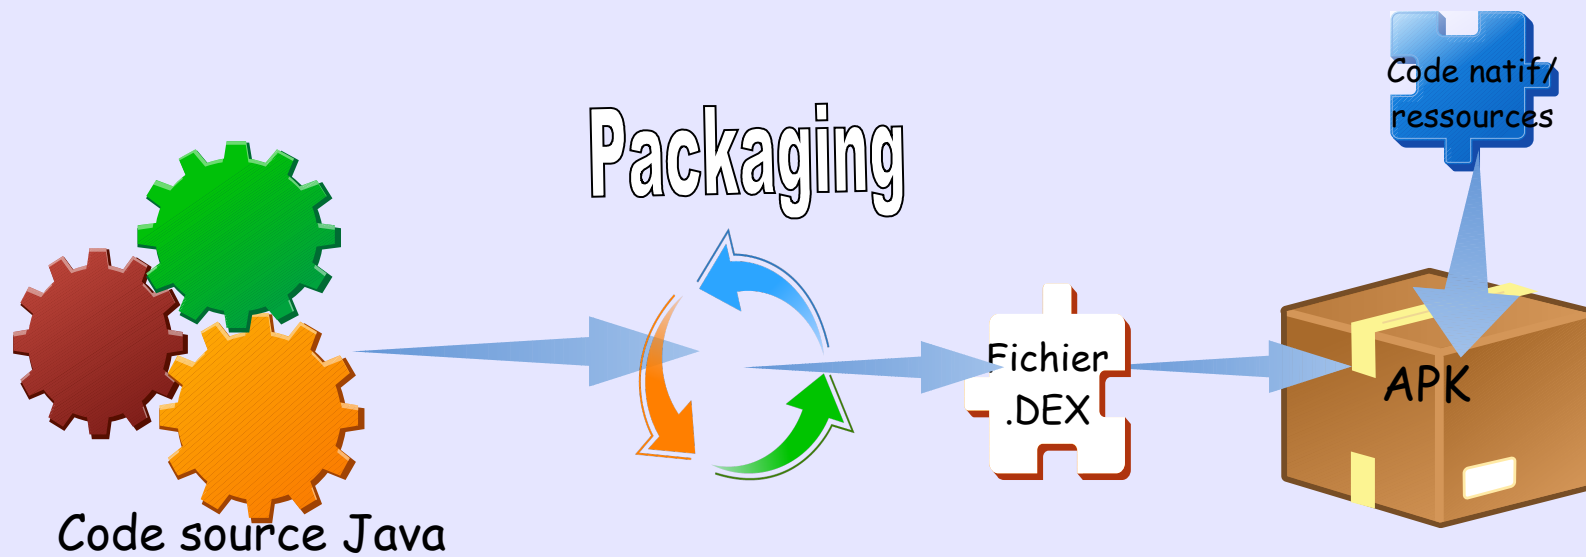 Code natif/
ressources
Packaging
Fichier
.DEX
APK
Code source Java